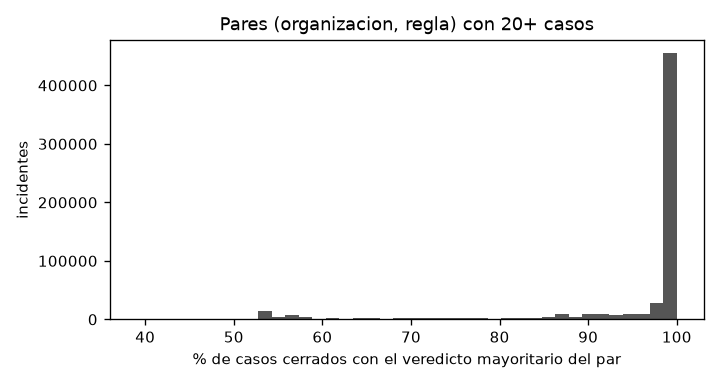 Pares (organizacion, regla) con 20+ casos
incidentes
400000
300000
200000
100000
0
40 50 60 70 80 90 100
% de casos cerrados con el veredicto mayoritario del par